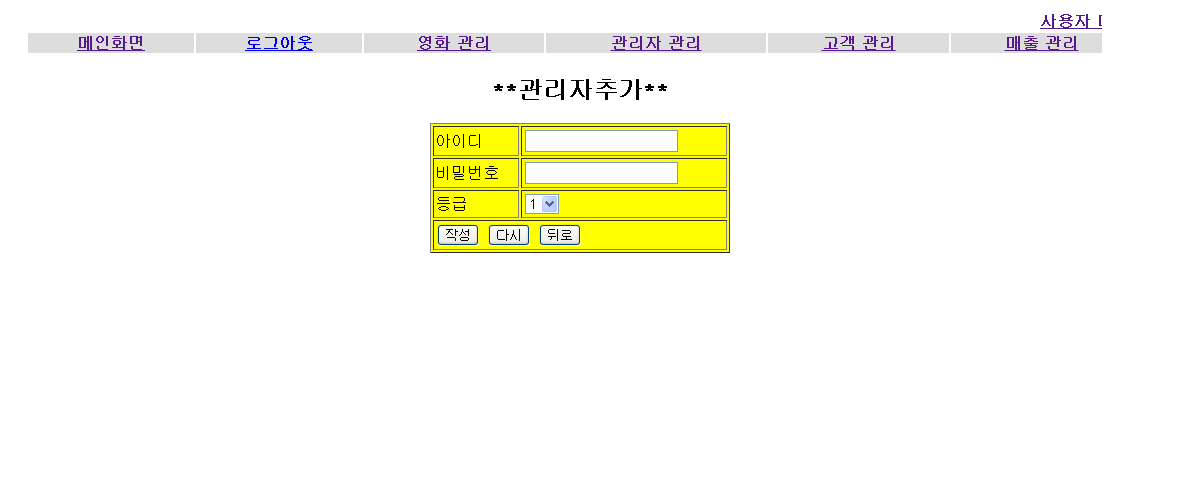 사용자
메인화면 로그아웃 영화 관리 관리자 관리 고객 관리 매출 관리
**관리자추가**
아이디
비밀번호
등급 1
작성 다시 뒤로